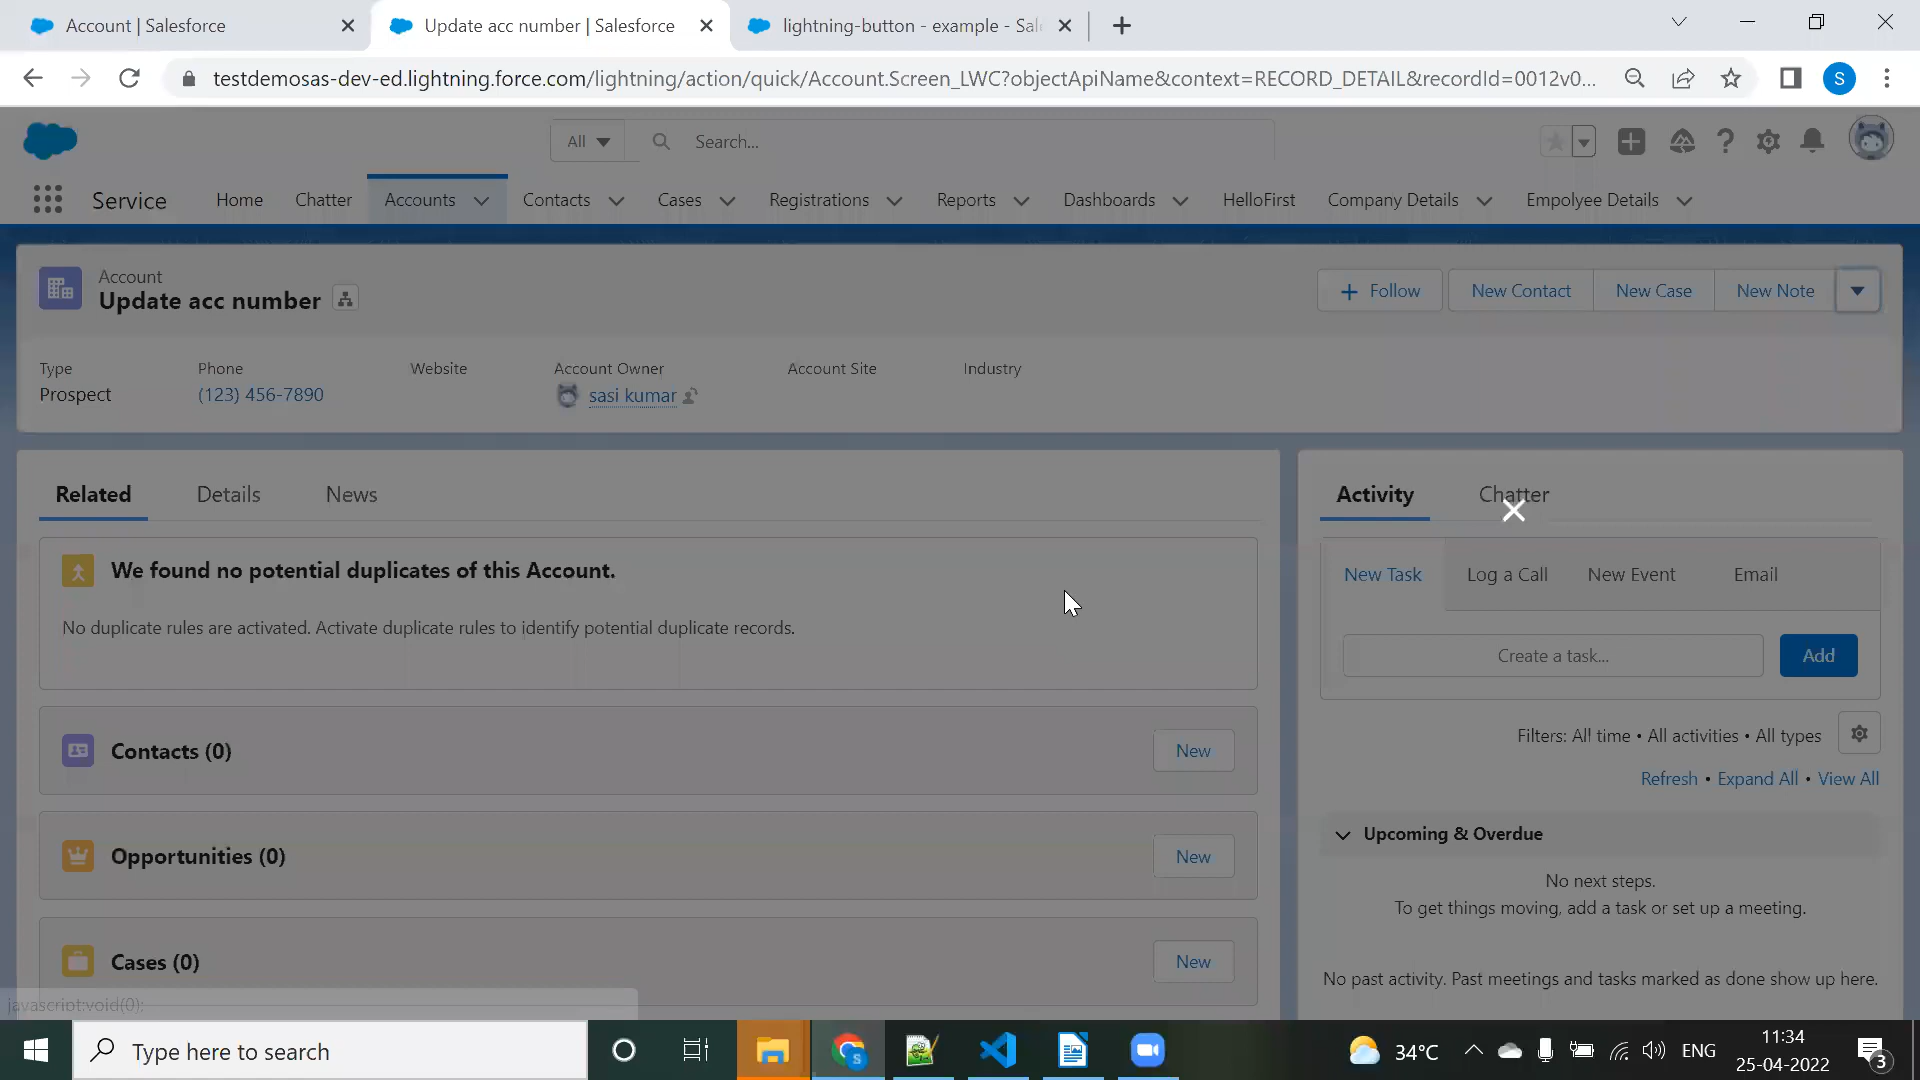 Account | Salesforce
Update acc number | Salesforce
lightning-button - example - Sal
testdemosas-dev-ed.lightning.force.com/lightning/action/quick/Account.Screen_LWC?objectApiName&context=RECORD_DETAIL&recordId=0012v0...
S
All
Search...
Service
Home
Chatter
Accounts
Contacts
Cases
Registrations
Reports
Dashboards
HelloFirst
Company Details
Empolyee Details
Account
Update acc number
Follow
New Contact
New Case
New Note
Type
Phone
Website
Account Owner
Account Site
Industry
Prospect
(123) 456-7890
sasi kumar
Related
Details
News
Activity
Chatter
We found no potential duplicates of this Account.
No duplicate rules are activated. Activate duplicate rules to identify potential duplicate records.
New Task
Log a Call
New Event
Email
Create a task...
Add
Filters: All time • All activities • All types
Refresh • Expand All • View All
Contacts (0)
New
Opportunities (0)
New
Cases (0)
New
Upcoming & Overdue
No next steps.
To get things moving, add a task or set up a meeting.
No past activity. Past meetings and tasks marked as done show up here.
javascript:void(0);
Type here to search
S
34°C
ENG
11:34
25-04-2022
3